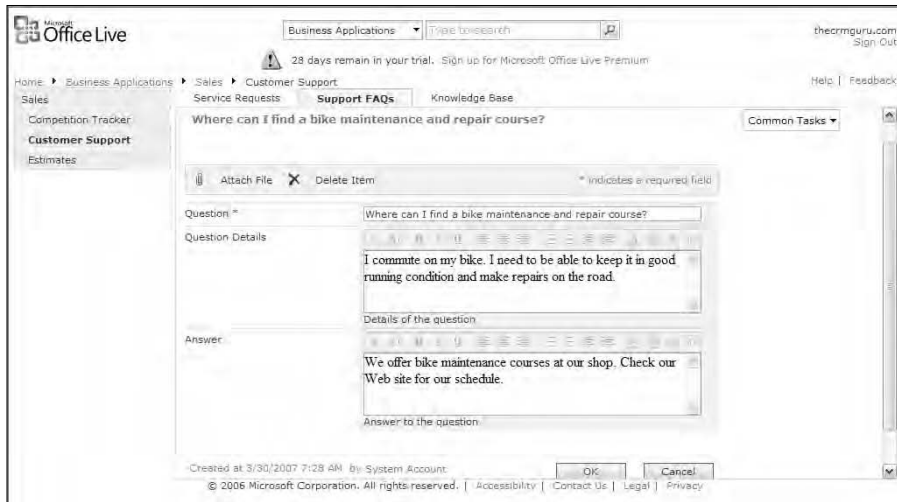 Microsoft
Office Live
Business Applications
Type to search
thecrmguru.com
Sign Out
28 days remain in your trial. Sign up for Microsoft Office Live Premium
Home Business Applications Sales Customer Support
Help | Feedback
Sales
Competition Tracker
Customer Support
Estimates
Service Requests Support FAQs Knowledge Base
Where can I find a bike maintenance and repair course?
Common Tasks
Attach File Delete Item
* indicates a required field
Question *
Where can I find a bike maintenance and repair course?
Question Details
I commute on my bike. I need to be able to keep it in good
running condition and make repairs on the road.
Details of the question
Answer
We offer bike maintenance courses at our shop. Check our
Web site for our schedule.
Answer to the question
Created at 3/30/2007 7:28 AM by System Account
OK Cancel
© 2006 Microsoft Corporation. All rights reserved. | Accessibility | Contact Us | Legal | Privacy